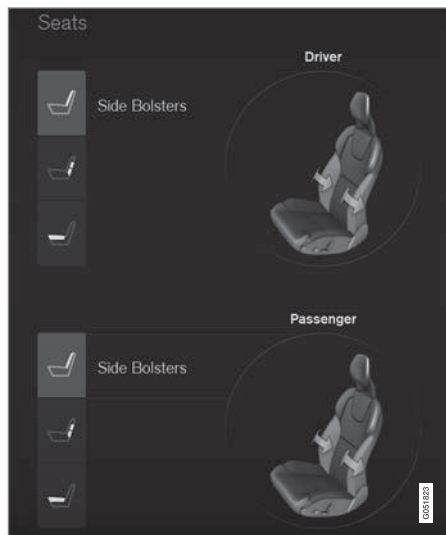 Seats
Driver
Side Bolsters
Passenger
Side Bolsters
G051823